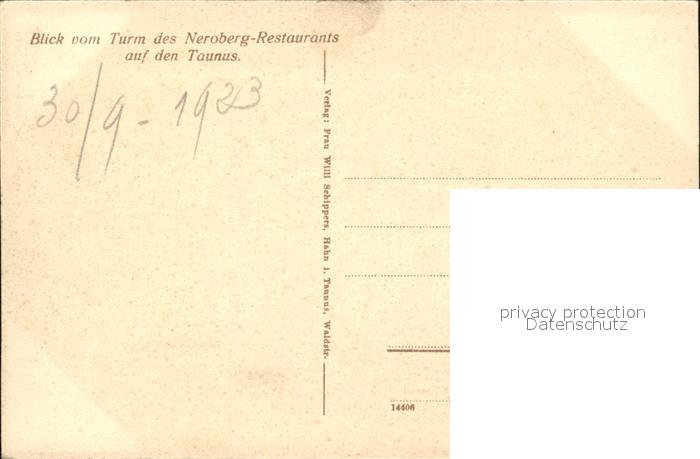 Blick vom Turm des Neroberg-Restaurants
auf den Taunus.
30/9 - 1923
Verlag: Frau Willi Schippers, Hahn i. Taunus, Waldstr.
privacy protection
Datenschutz
14406